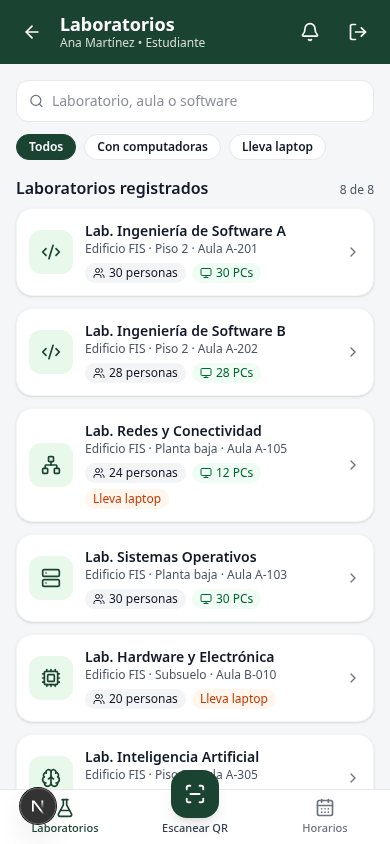 Laboratorios
Ana Martínez • Estudiante
Laboratorio, aula o software
Todos
Con computadoras
Lleva laptop
Laboratorios registrados
8 de 8
Lab. Ingeniería de Software A
Edificio FIS · Piso 2 · Aula A-201
30 personas
30 PCs
Lab. Ingeniería de Software B
Edificio FIS · Piso 2 · Aula A-202
28 personas
28 PCs
Lab. Redes y Conectividad
Edificio FIS · Planta baja · Aula A-105
24 personas
12 PCs
Lleva laptop
Lab. Sistemas Operativos
Edificio FIS · Planta baja · Aula A-103
30 personas
30 PCs
Lab. Hardware y Electrónica
Edificio FIS · Subsuelo · Aula B-010
20 personas
Lleva laptop
Lab. Inteligencia Artificial
Edificio FIS · A-305
N
Laboratorios
Escanear QR
Horarios